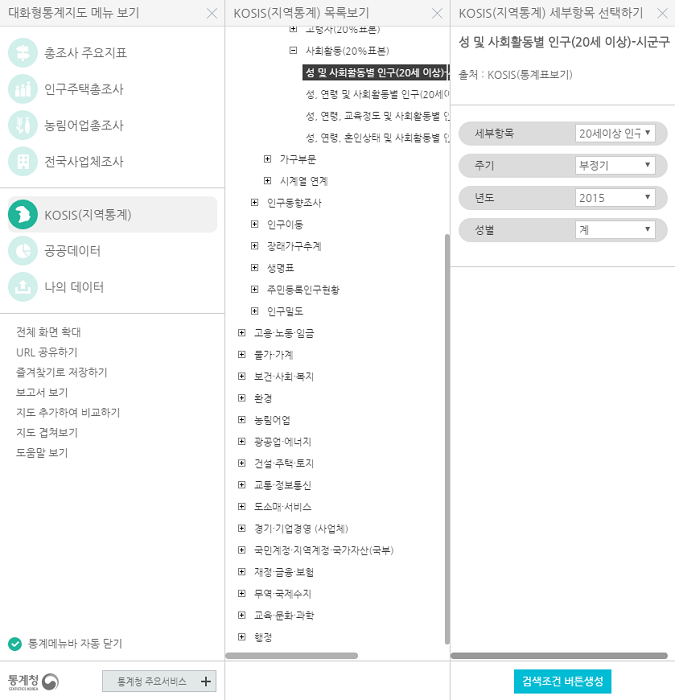 대화형통계지도 메뉴 보기
총조사 주요지표
인구주택총조사
농림어업총조사
전국사업체조사
KOSIS(지역통계)
공공데이터
나의 데이터
전체 화면 확대
URL 공유하기
즐겨찾기로 저장하기
보고서 보기
지도 추가하여 비교하기
지도 겹쳐보기
도움말 보기
통계메뉴바 자동 닫기
통계청
STATISTICS KOREA
통계청 주요서비스
KOSIS(지역통계) 목록보기
고령자(20%표본)
사회활동(20%표본)
성 및 사회활동별 인구(20세 이상)-
성, 연령 및 사회활동별 인구(20세
성, 연령, 교육정도 및 사회활동별 인
성, 연령, 혼인상태 및 사회활동별 인
가구부문
시계열 연계
인구동향조사
인구이동
장래가구추계
생명표
주민등록인구현황
인구밀도
고용·노동·임금
물가·가계
보건·사회·복지
환경
농림어업
광공업·에너지
건설·주택·토지
교통·정보통신
도소매·서비스
경기·기업경영 (사업체)
국민계정·지역계정·국가자산(국부)
재정·금융·보험
무역·국제수지
교육·문화·과학
행정
KOSIS(지역통계) 세부항목 선택하기
성 및 사회활동별 인구(20세 이상)-시군구
출처 : KOSIS(통계표보기)
세부항목 20세이상 인구
주기 부정기
년도 2015
성별 계
검색조건 버튼생성